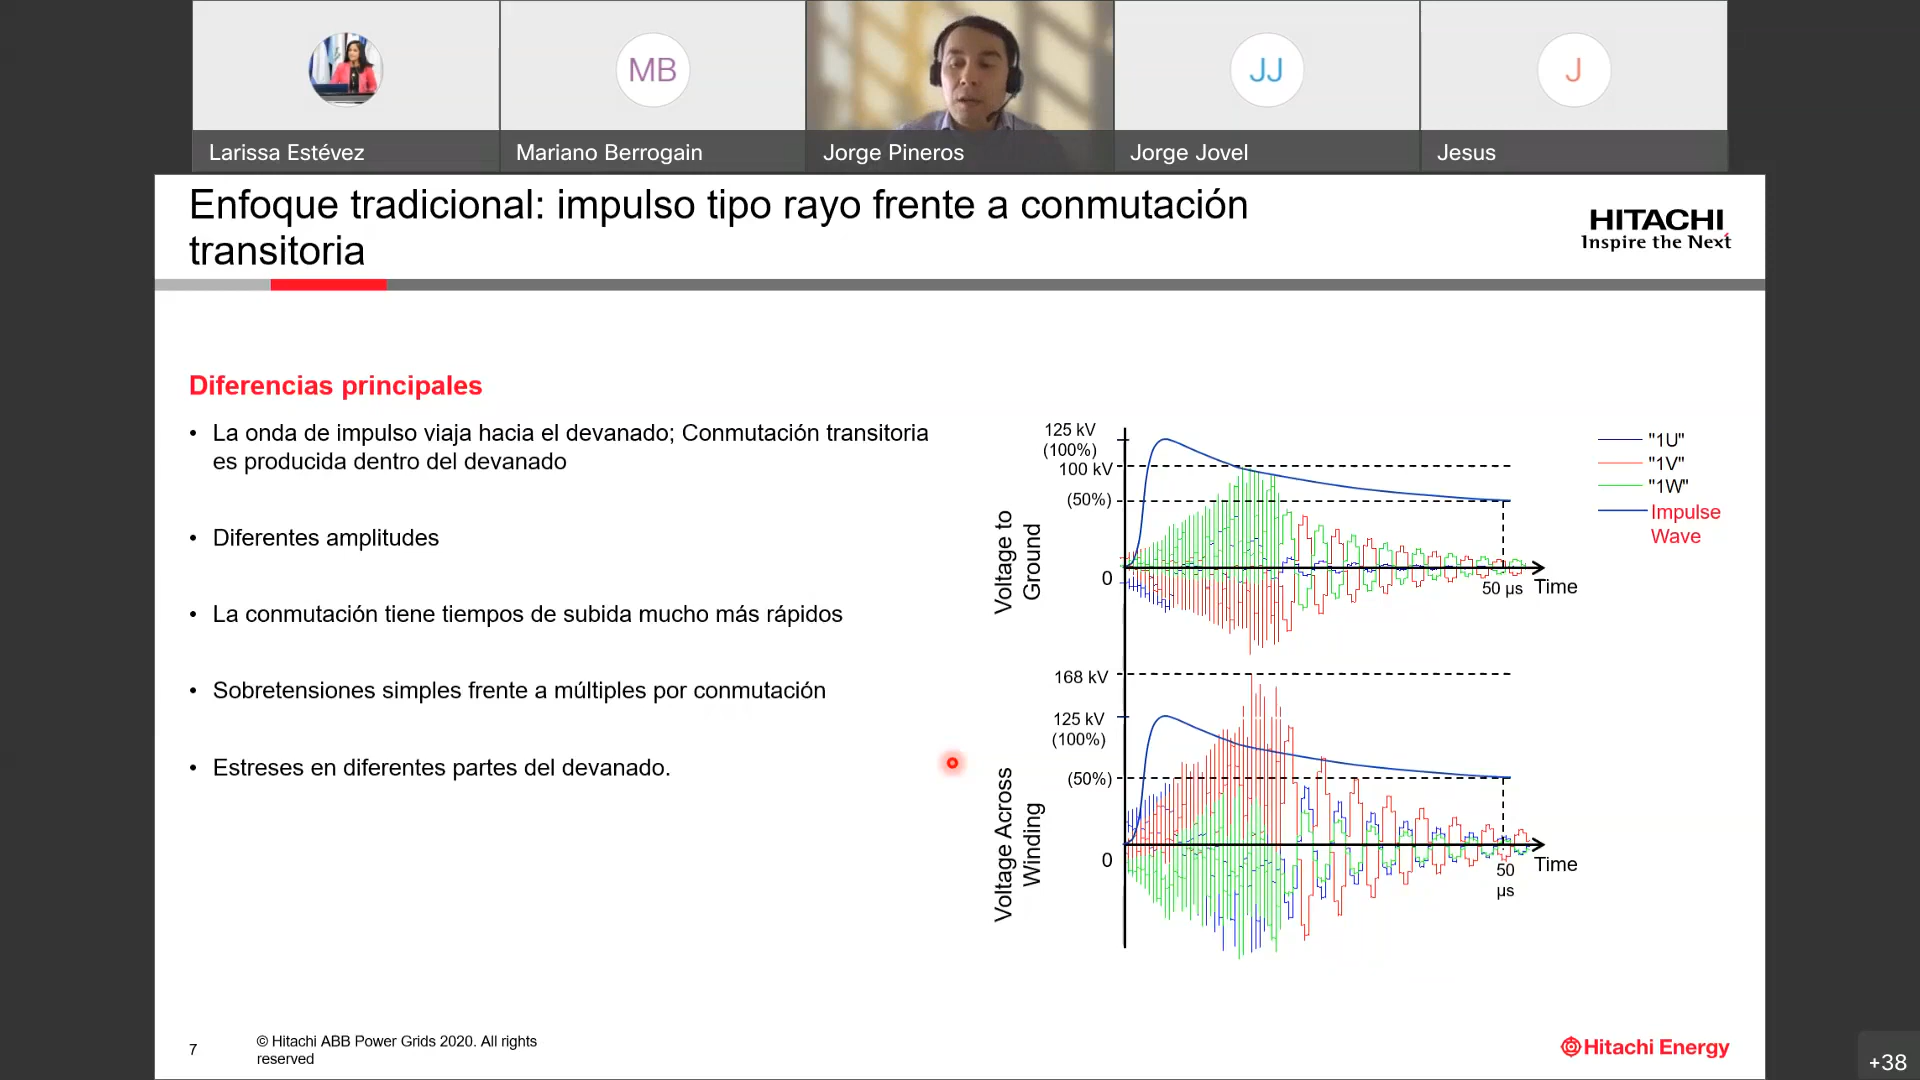 MB
JJ
J
Larissa Estévez
Mariano Berrogain
Jorge Pineros
Jorge Jovel
Jesus
Enfoque tradicional: impulso tipo rayo frente a conmutación
transitoria
HITACHI
Inspire the Next
Diferencias principales
• La onda de impulso viaja hacia el devanado; Conmutación transitoria
es producida dentro del devanado
• Diferentes amplitudes
• La conmutación tiene tiempos de subida mucho más rápidos
• Sobretensiones simples frente a múltiples por conmutación
• Estreses en diferentes partes del devanado.
Voltage to
Ground
125 kV
(100%)
100 kV
(50%)
0
50 µs
Time
"1U"
"1V"
"1W"
Impulse
Wave
Voltage Across
Winding
168 kV
125 kV
(100%)
(50%)
0
50
µs
Time
7
© Hitachi ABB Power Grids 2020. All rights
reserved
Hitachi Energy
+38